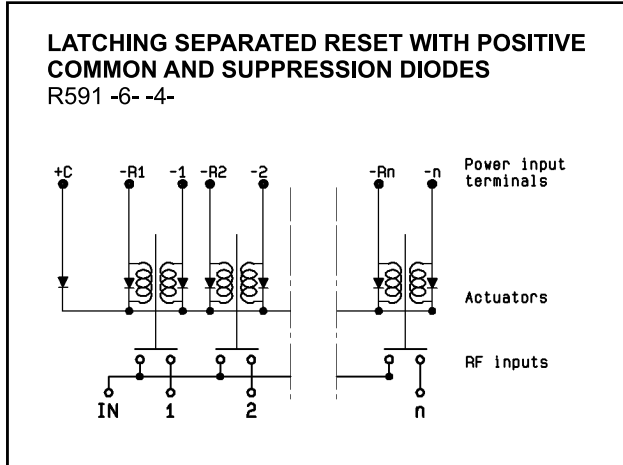 LATCHING SEPARATED RESET WITH POSITIVE
COMMON AND SUPPRESSION DIODES
R591 -6- -4-
+C -R1 -1 -R2 -2 -Rn -n
Power input
terminals
Actuators
RF inputs
IN 1 2 n